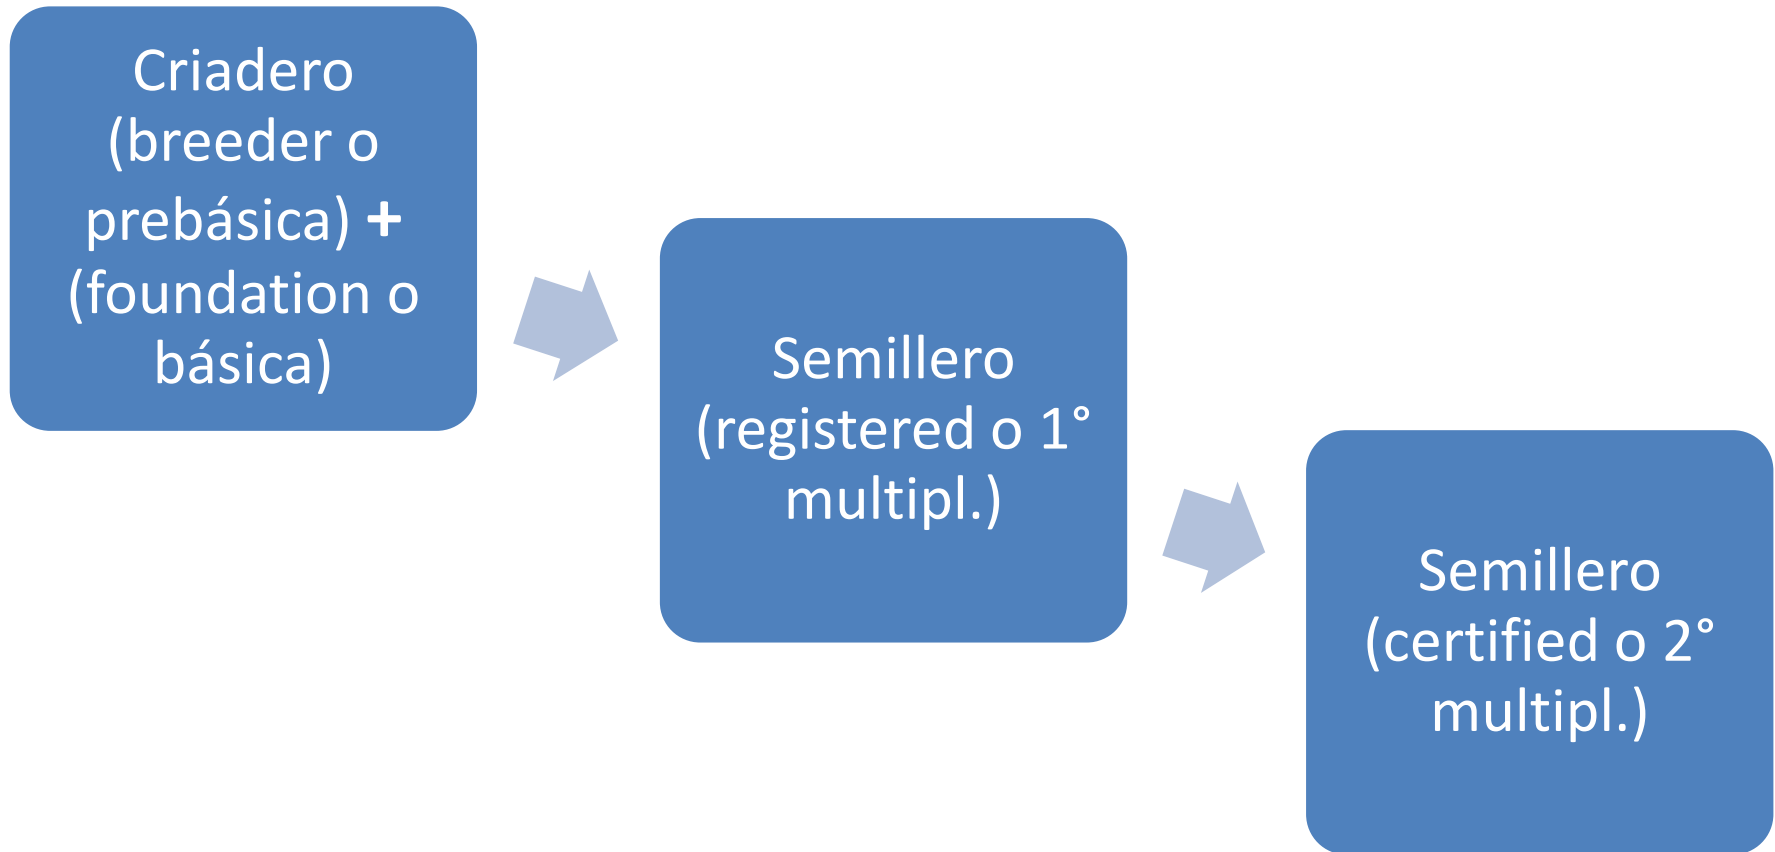 Criadero
(breeder o
prebásica) +
(foundation o
básica)
Semillero
(registered o 1°
multipl.)
Semillero
(certified o 2°
multipl.)